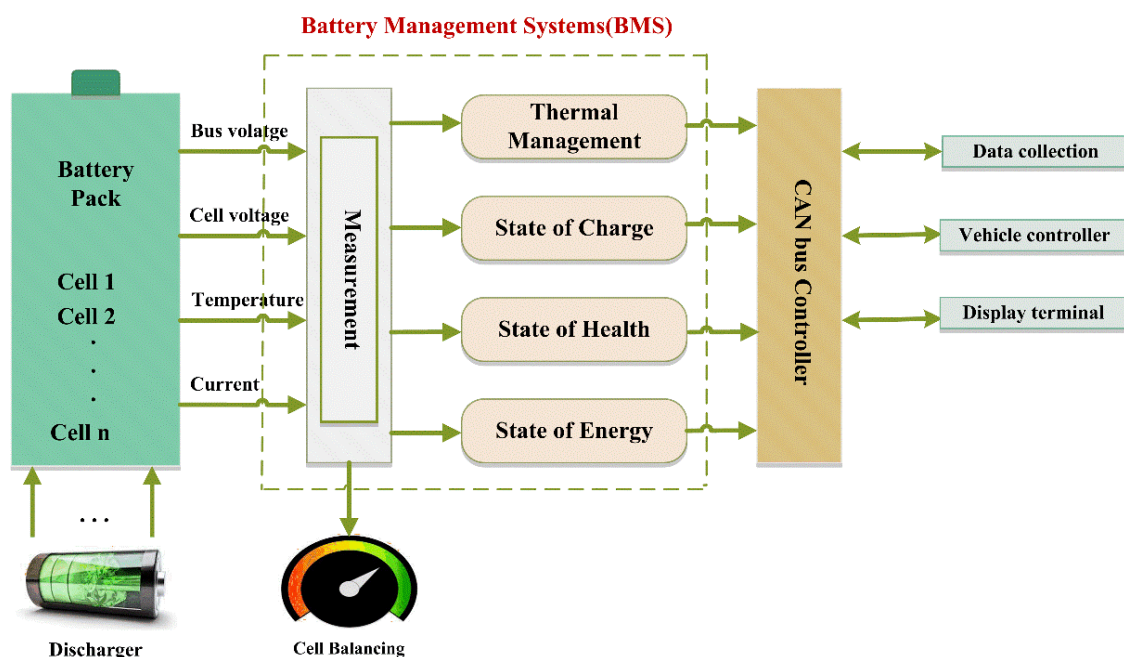 Battery Management Systems(BMS)
Battery
Pack
Cell 1
Cell 2
.
.
.
Cell n
Bus volatge
Cell voltage
Temperature
Current
Measurement
Thermal
Management
State of Charge
State of Health
State of Energy
CAN bus Controller
Data collection
Vehicle controller
Display terminal
. . .
Discharger
Cell Balancing